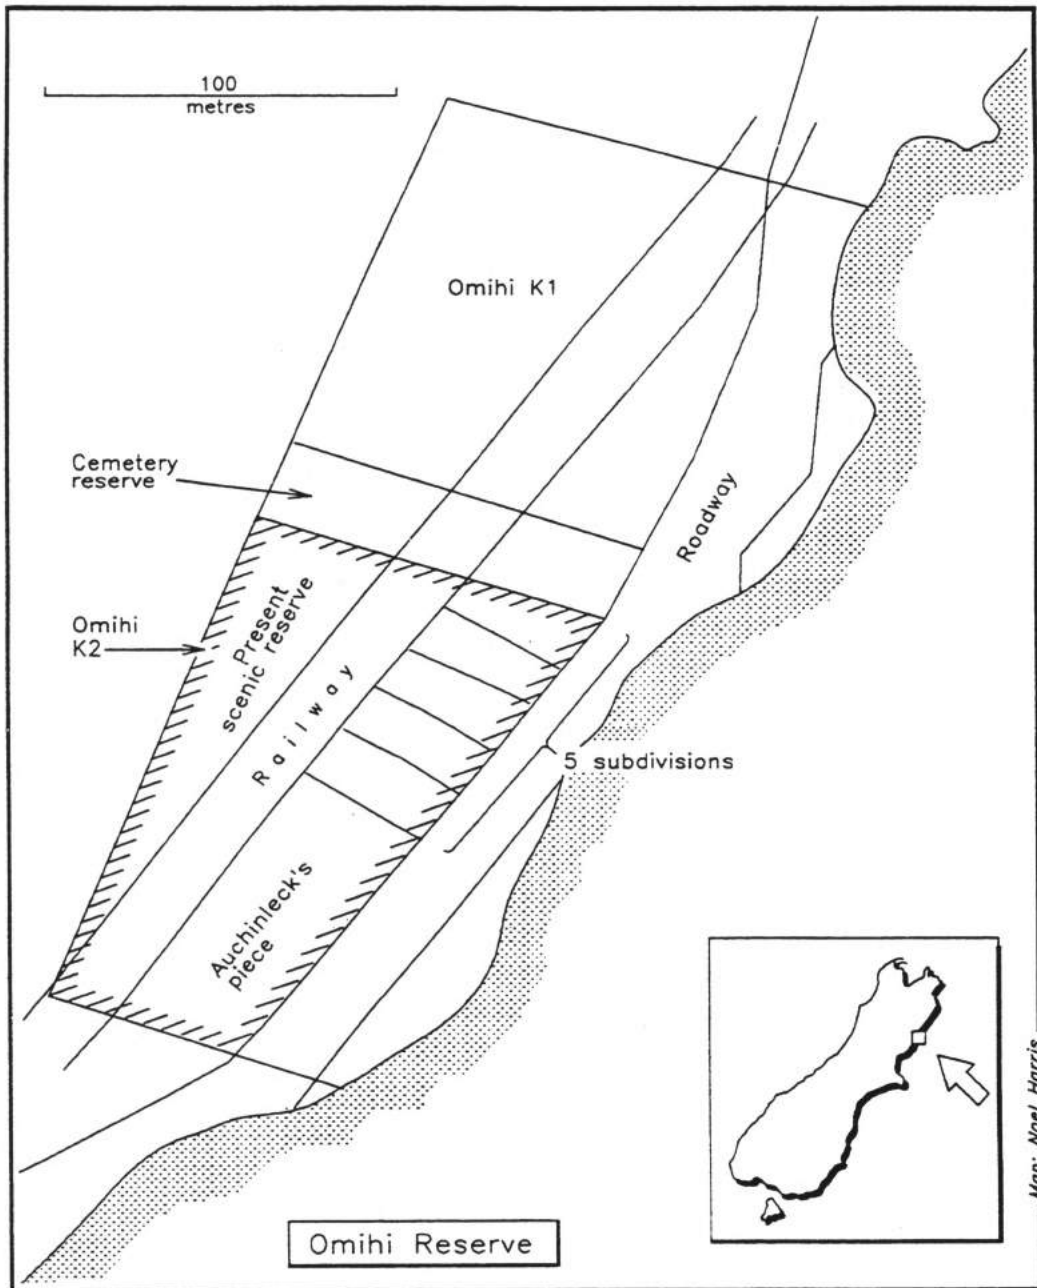 100
metres
Omihi K1
Cemetery
reserve
Roadway
Omihi
K2
Present
scenic reserve
Railway
5 subdivisions
Auchinleck's
piece
Omihi Reserve
Map: Noel Harris